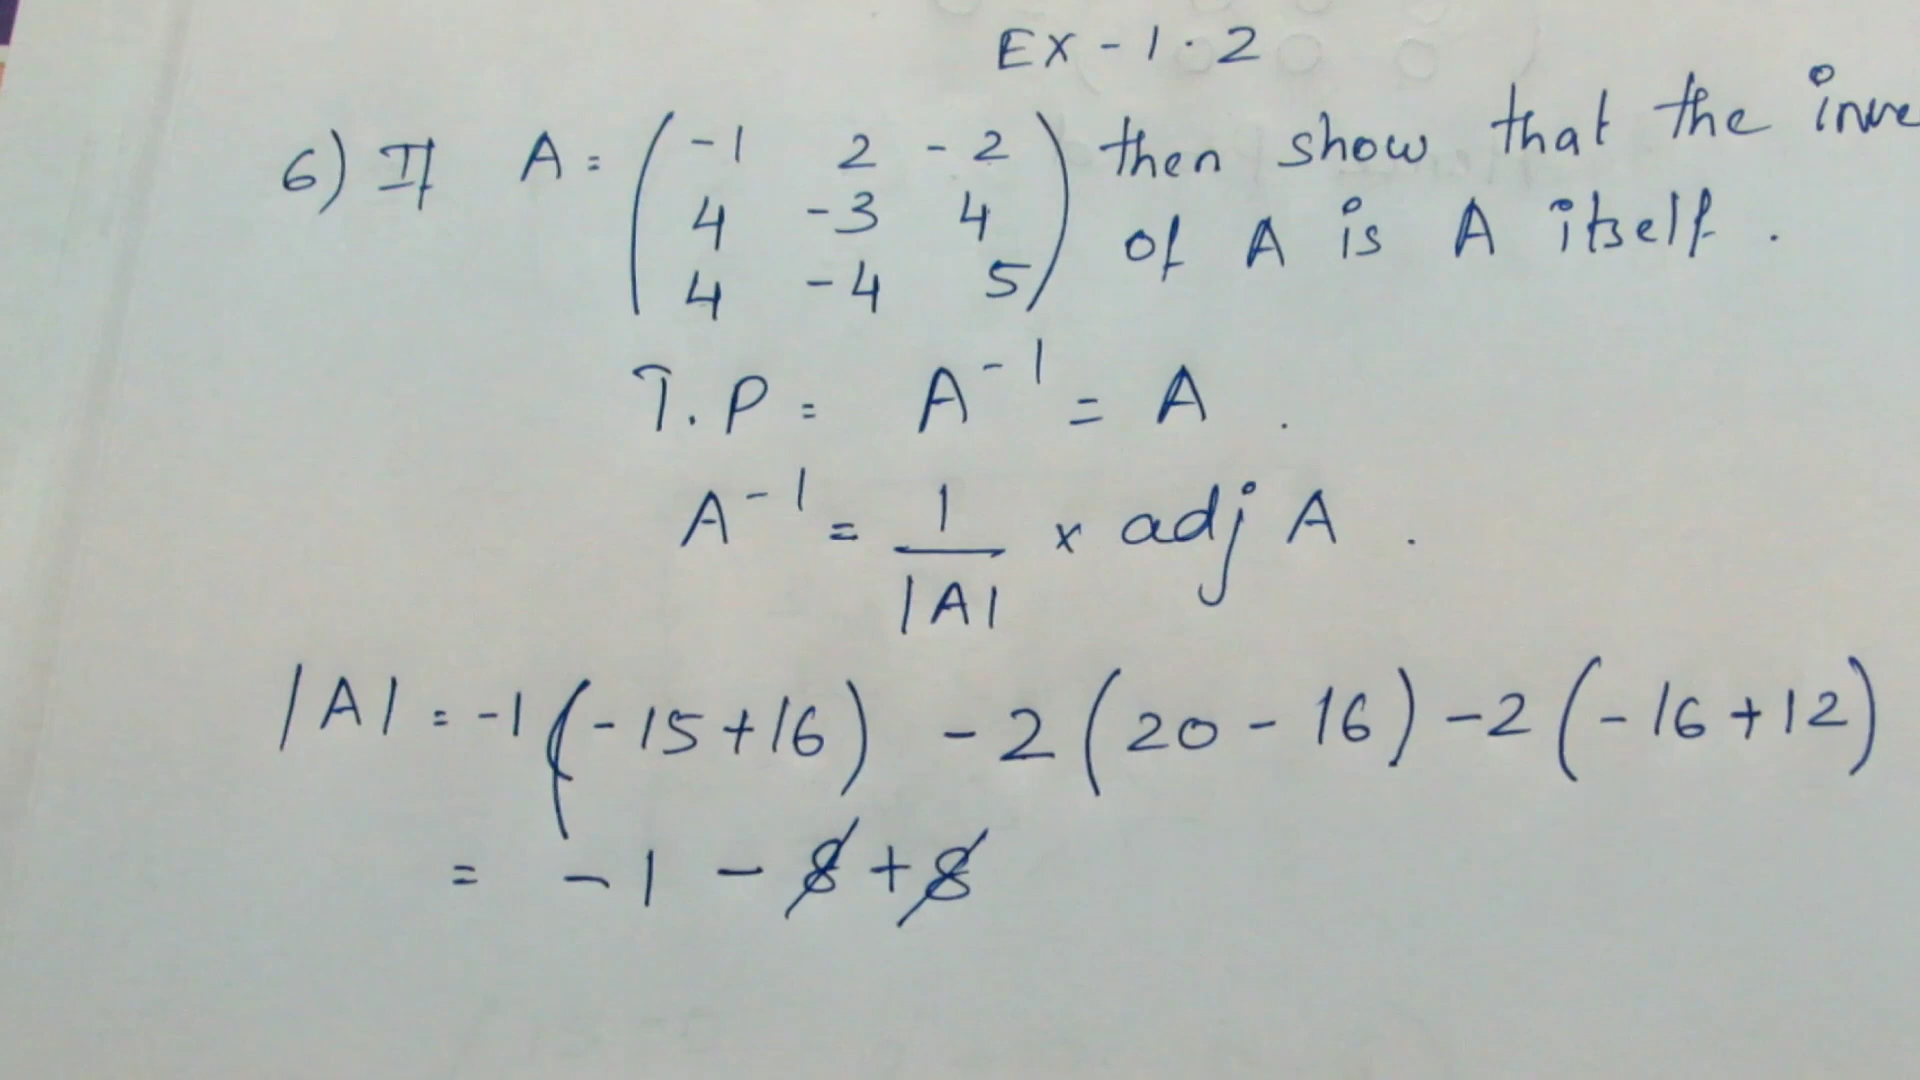 Ex - 1.2
6) If A = ( -1 2 -2 ) then show that the
4 -3 4 of A is A itself.
4 -4 5
T.P = A⁻¹ = A.
A⁻¹ = 1/|A| x adj A.
|A| = -1(-15+16) -2(20-16) -2(-16+12)
= -1 - 8 + 8